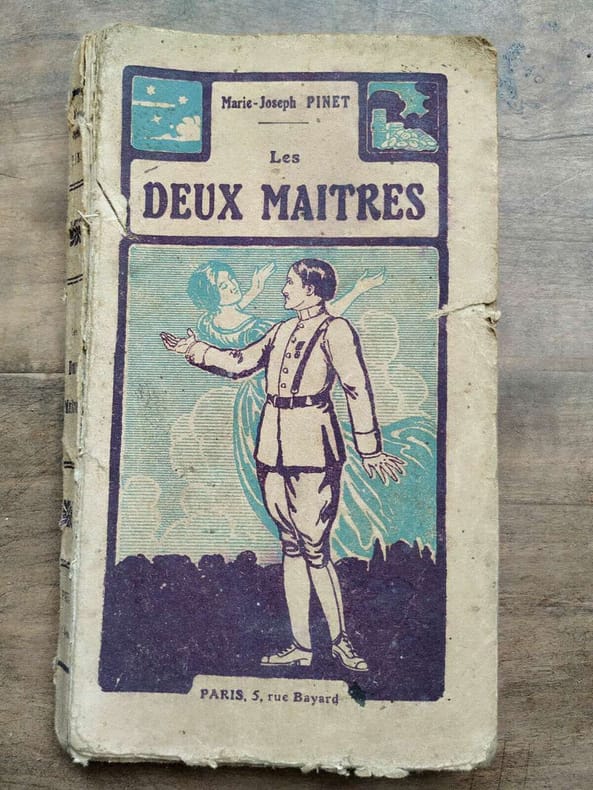 Marie-Joseph PINET
Les
DEUX MAITRES
PARIS, 5, rue Bayard